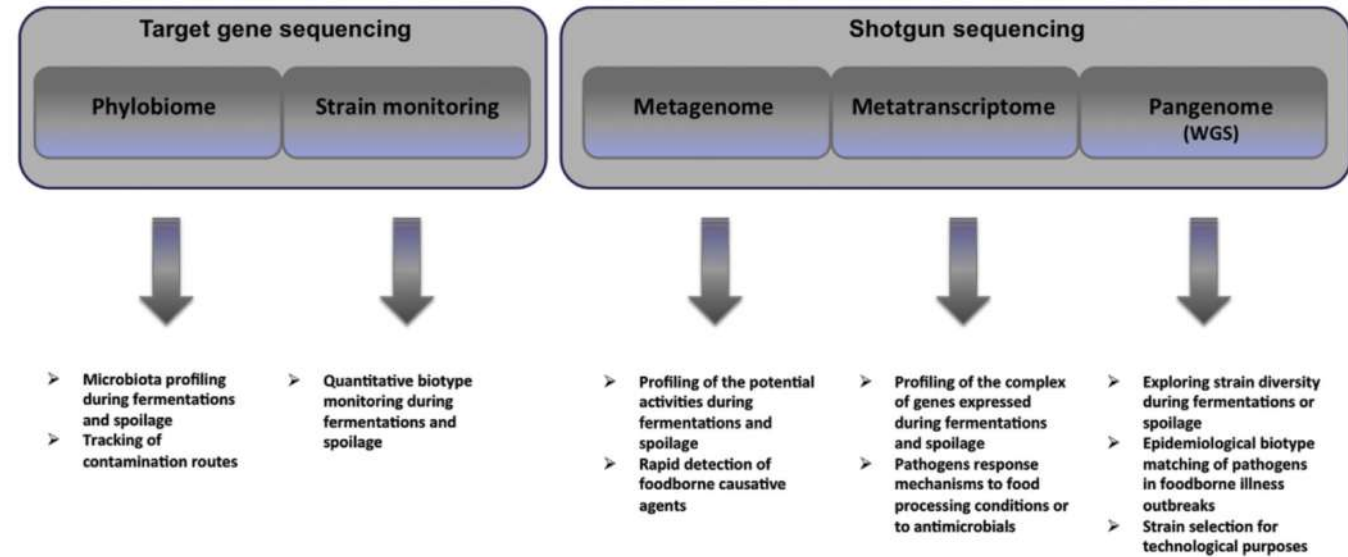 Target gene sequencing
Phylobiome
Strain monitoring
Shotgun sequencing
Metagenome
Metatranscriptome
Pangenome
(WGS)
➢ Microbiota profiling
during fermentations
and spoilage
➢ Tracking of
contamination routes
➢ Quantitative biotype
monitoring during
fermentations and
spoilage
➢ Profiling of the potential
activities during
fermentations and
spoilage
➢ Rapid detection of
foodborne causative
agents
➢ Profiling of the complex
of genes expressed
during fermentations
and spoilage
➢ Pathogens response
mechanisms to food
processing conditions or
to antimicrobials
➢ Exploring strain diversity
during fermentations or
spoilage
➢ Epidemiological biotype
matching of pathogens
in foodborne illness
outbreaks
➢ Strain selection for
technological purposes